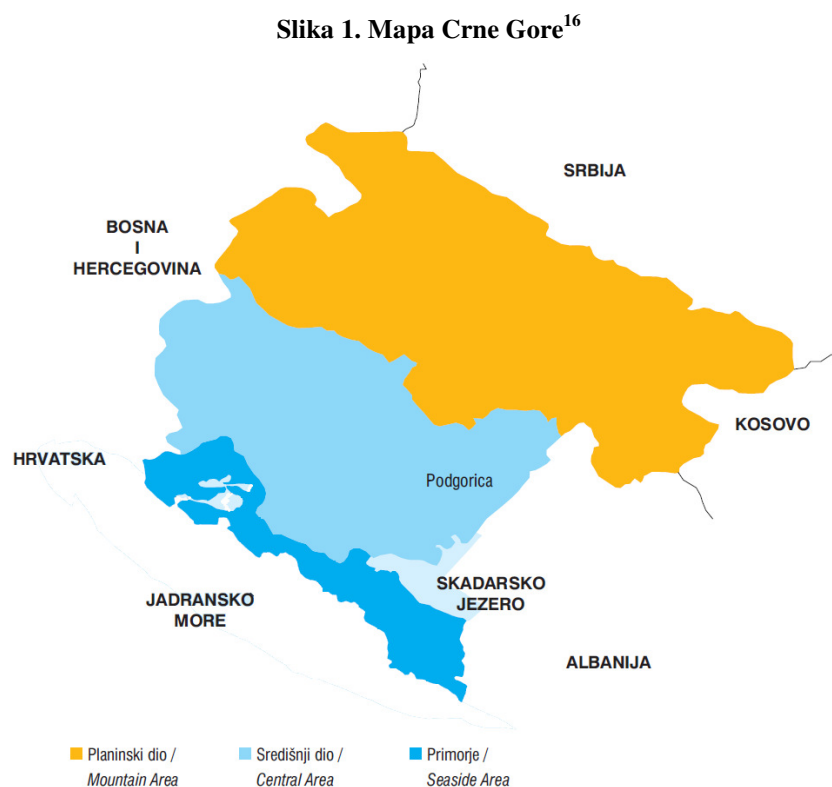 Slika 1. Mapa Crne Gore16
SRBIJA
BOSNA
I
HERCEGOVINA
KOSOVO
HRVATSKA
Podgorica
SKADARSKO
JEZERO
JADRANSKO
MORE
ALBANIJA
Planinski dio /
Mountain Area
Središnji dio /
Central Area
Primorje /
Seaside Area